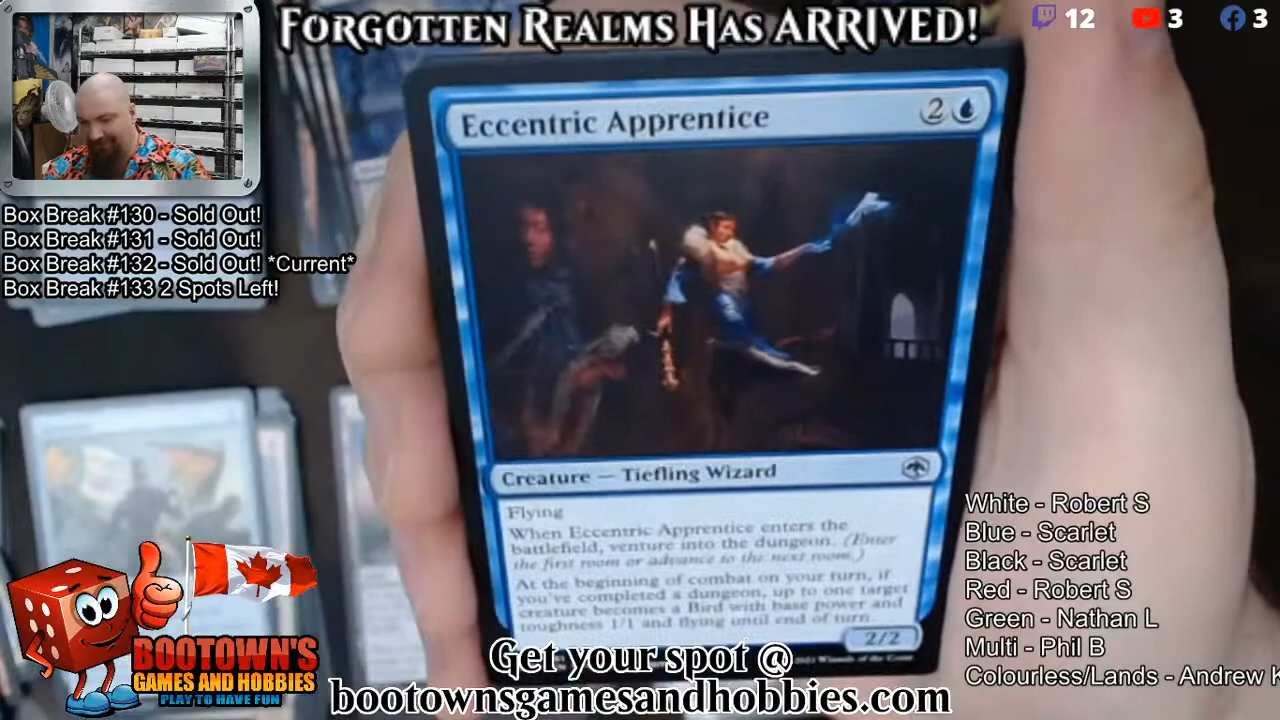 FORGOTTEN REALMS HAS ARRIVED!
12
3
3
Box Break #130 - Sold Out!
Box Break #131 - Sold Out!
Box Break #132 - Sold Out! *Current*
Box Break #133 2 Spots Left!
Eccentric Apprentice 2
Creature — Tiefling Wizard
Flying
When Eccentric Apprentice enters the
battlefield, venture into the dungeon. (Enter
the first room or advance to the next room.)
At the beginning of combat on your turn, if
you've completed a dungeon, up to one target
creature becomes a Bird with base power and
toughness 1/1 and flying until end of turn.
2/2
White - Robert S
Blue - Scarlet
Black - Scarlet
Red - Robert S
Green - Nathan L
Multi - Phil B
Colourless/Lands - Andrew K
BOOTOWN'S
GAMES AND HOBBIES
PLAY TO HAVE FUN
Get your spot @
bootownsgamesandhobbies.com